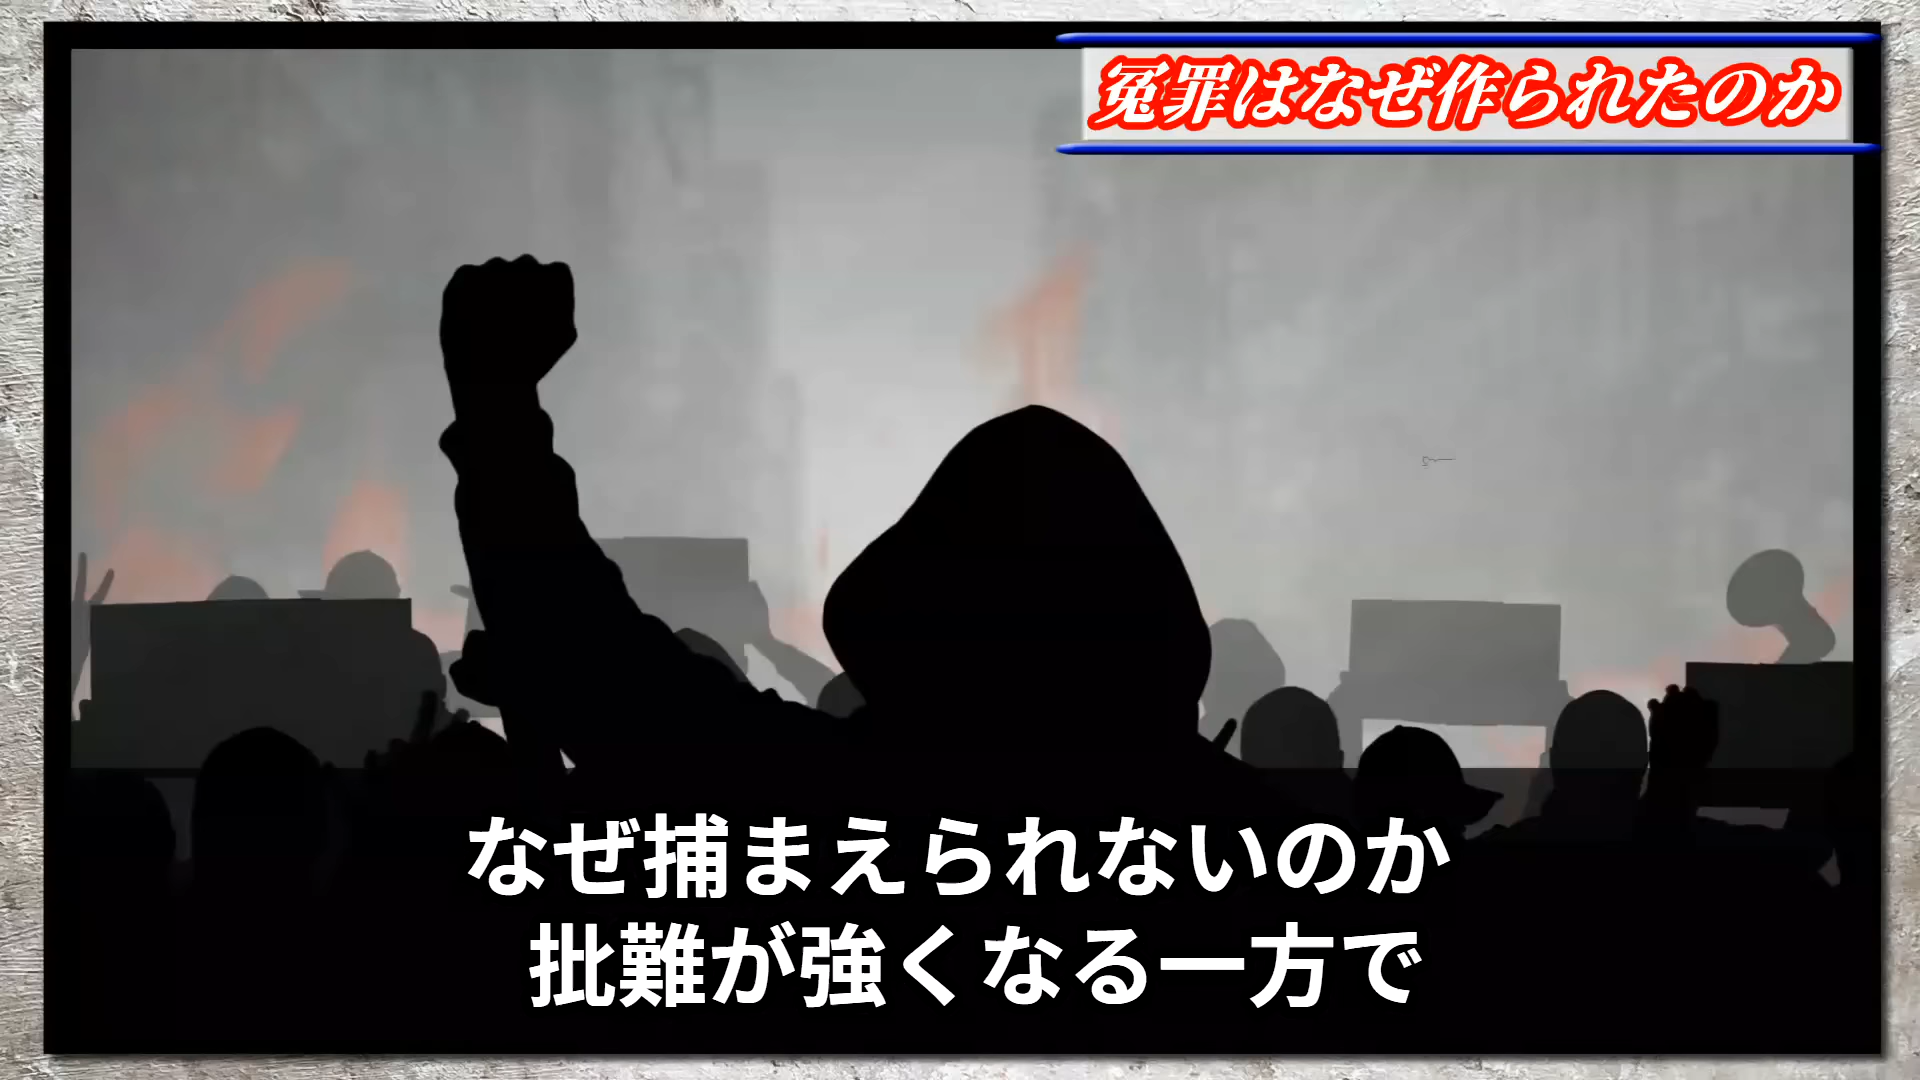 冤罪はなぜ作られたのか
なぜ捕まえられないのか
批難が強くなる一方で